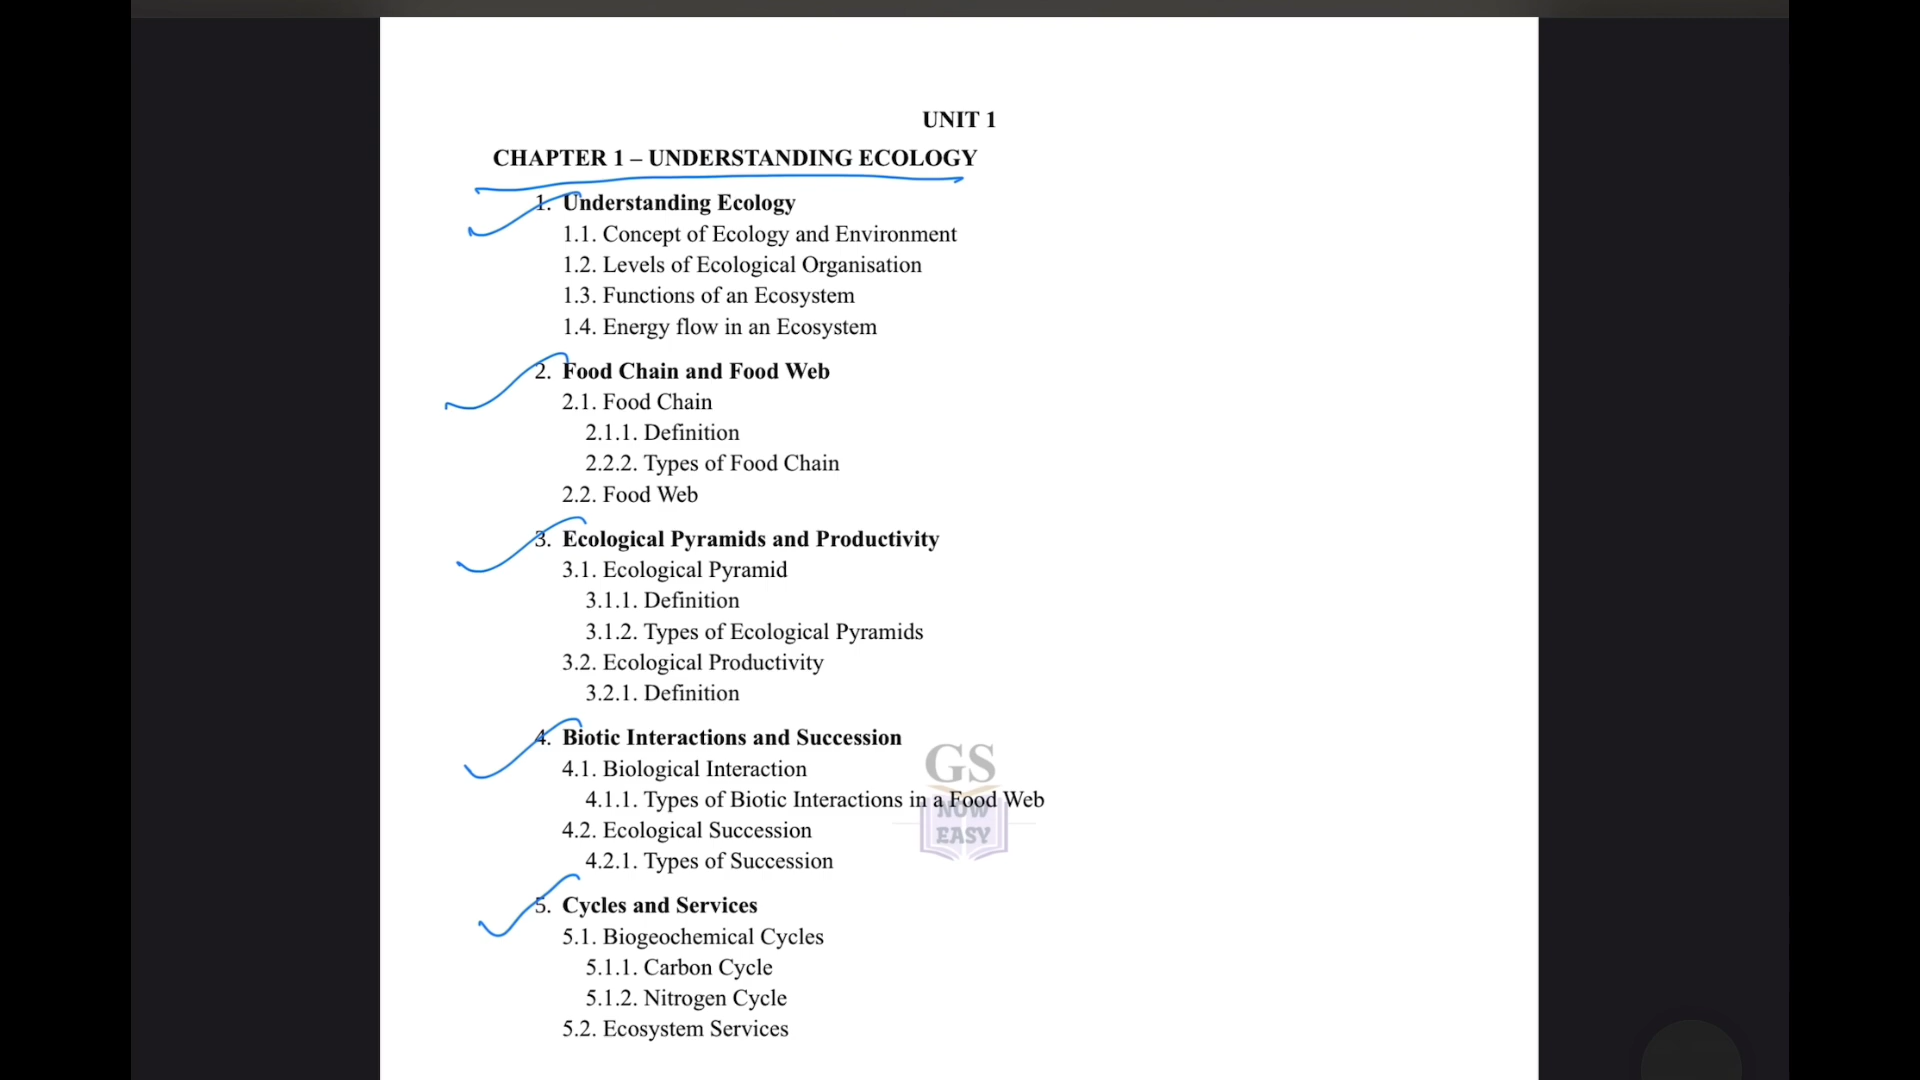 UNIT 1
CHAPTER 1 – UNDERSTANDING ECOLOGY
1. Understanding Ecology
1.1. Concept of Ecology and Environment
1.2. Levels of Ecological Organisation
1.3. Functions of an Ecosystem
1.4. Energy flow in an Ecosystem
2. Food Chain and Food Web
2.1. Food Chain
2.1.1. Definition
2.2.2. Types of Food Chain
2.2. Food Web
3. Ecological Pyramids and Productivity
3.1. Ecological Pyramid
3.1.1. Definition
3.1.2. Types of Ecological Pyramids
3.2. Ecological Productivity
3.2.1. Definition
4. Biotic Interactions and Succession
4.1. Biological Interaction
4.1.1. Types of Biotic Interactions in a Food Web
4.2. Ecological Succession
4.2.1. Types of Succession
5. Cycles and Services
5.1. Biogeochemical Cycles
5.1.1. Carbon Cycle
5.1.2. Nitrogen Cycle
5.2. Ecosystem Services
GS
NOW
EASY